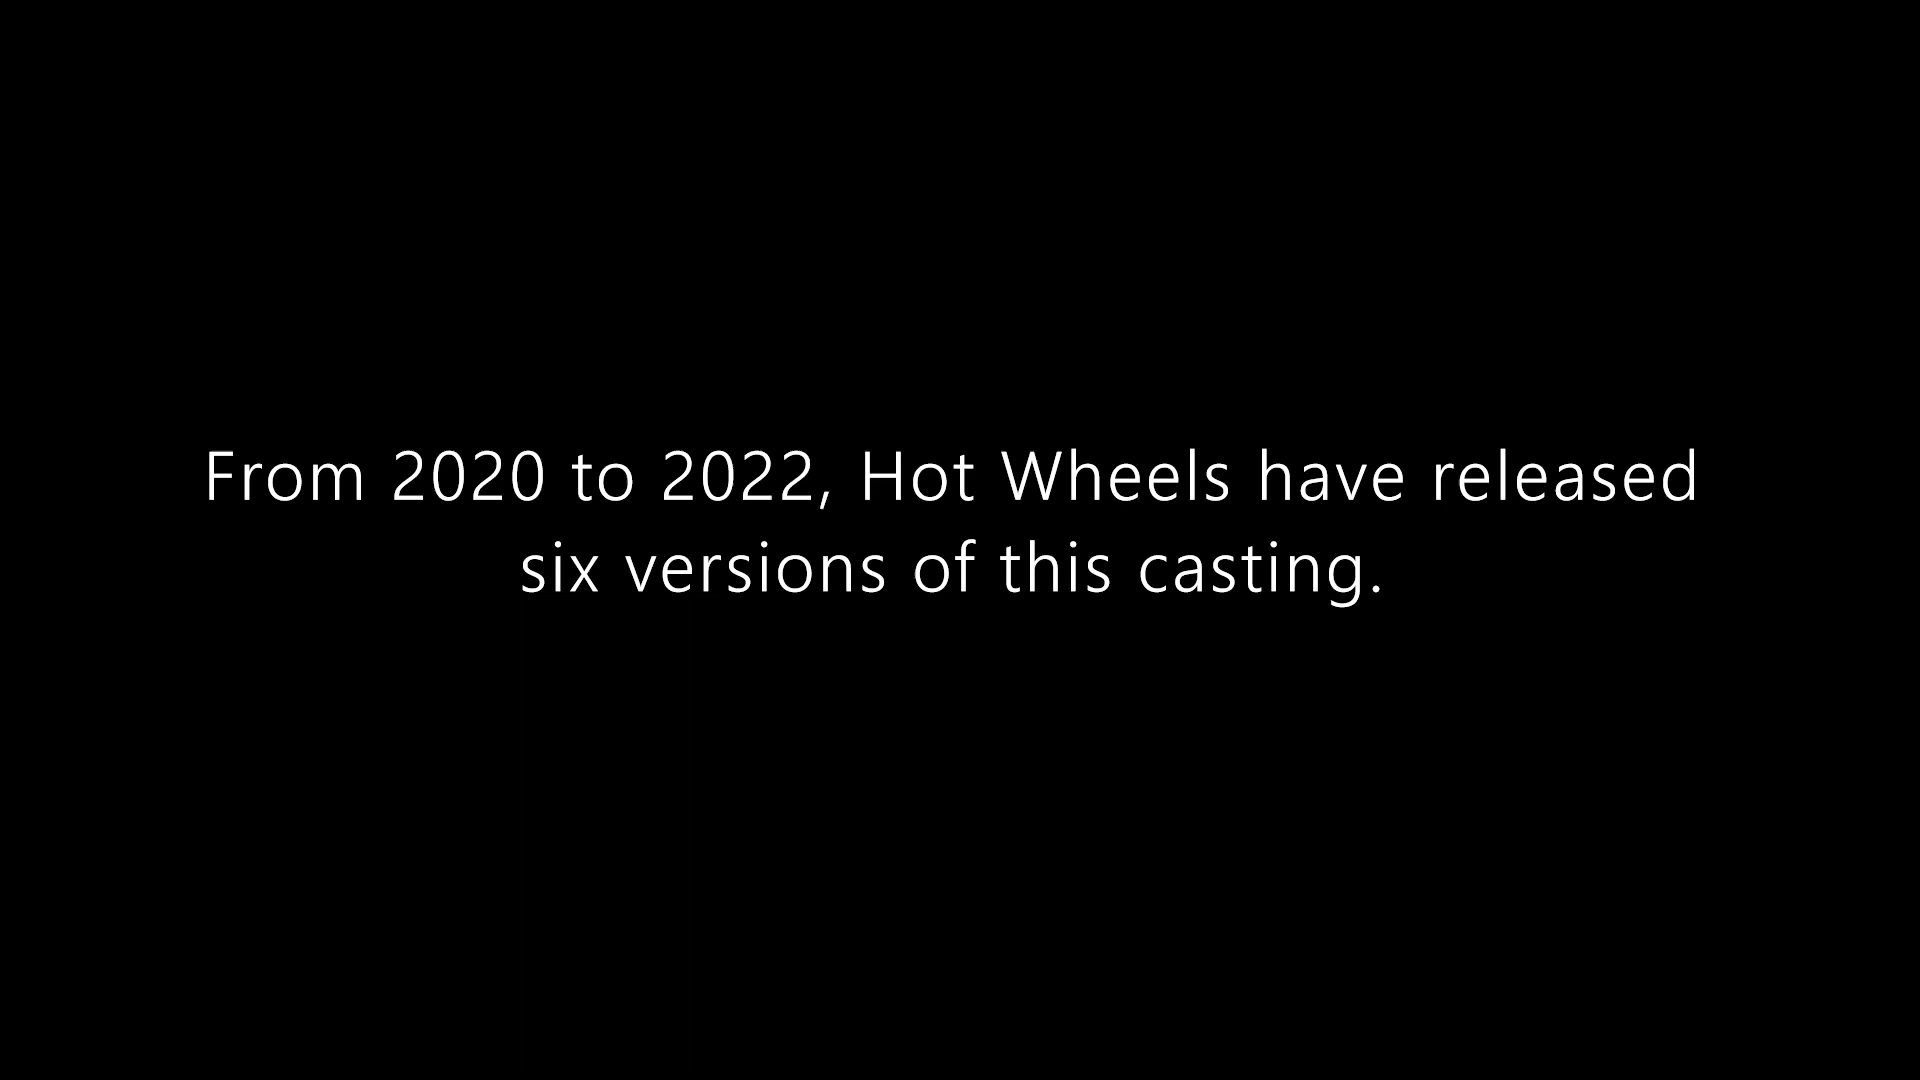 From 2020 to 2022, Hot Wheels have released
six versions of this casting.